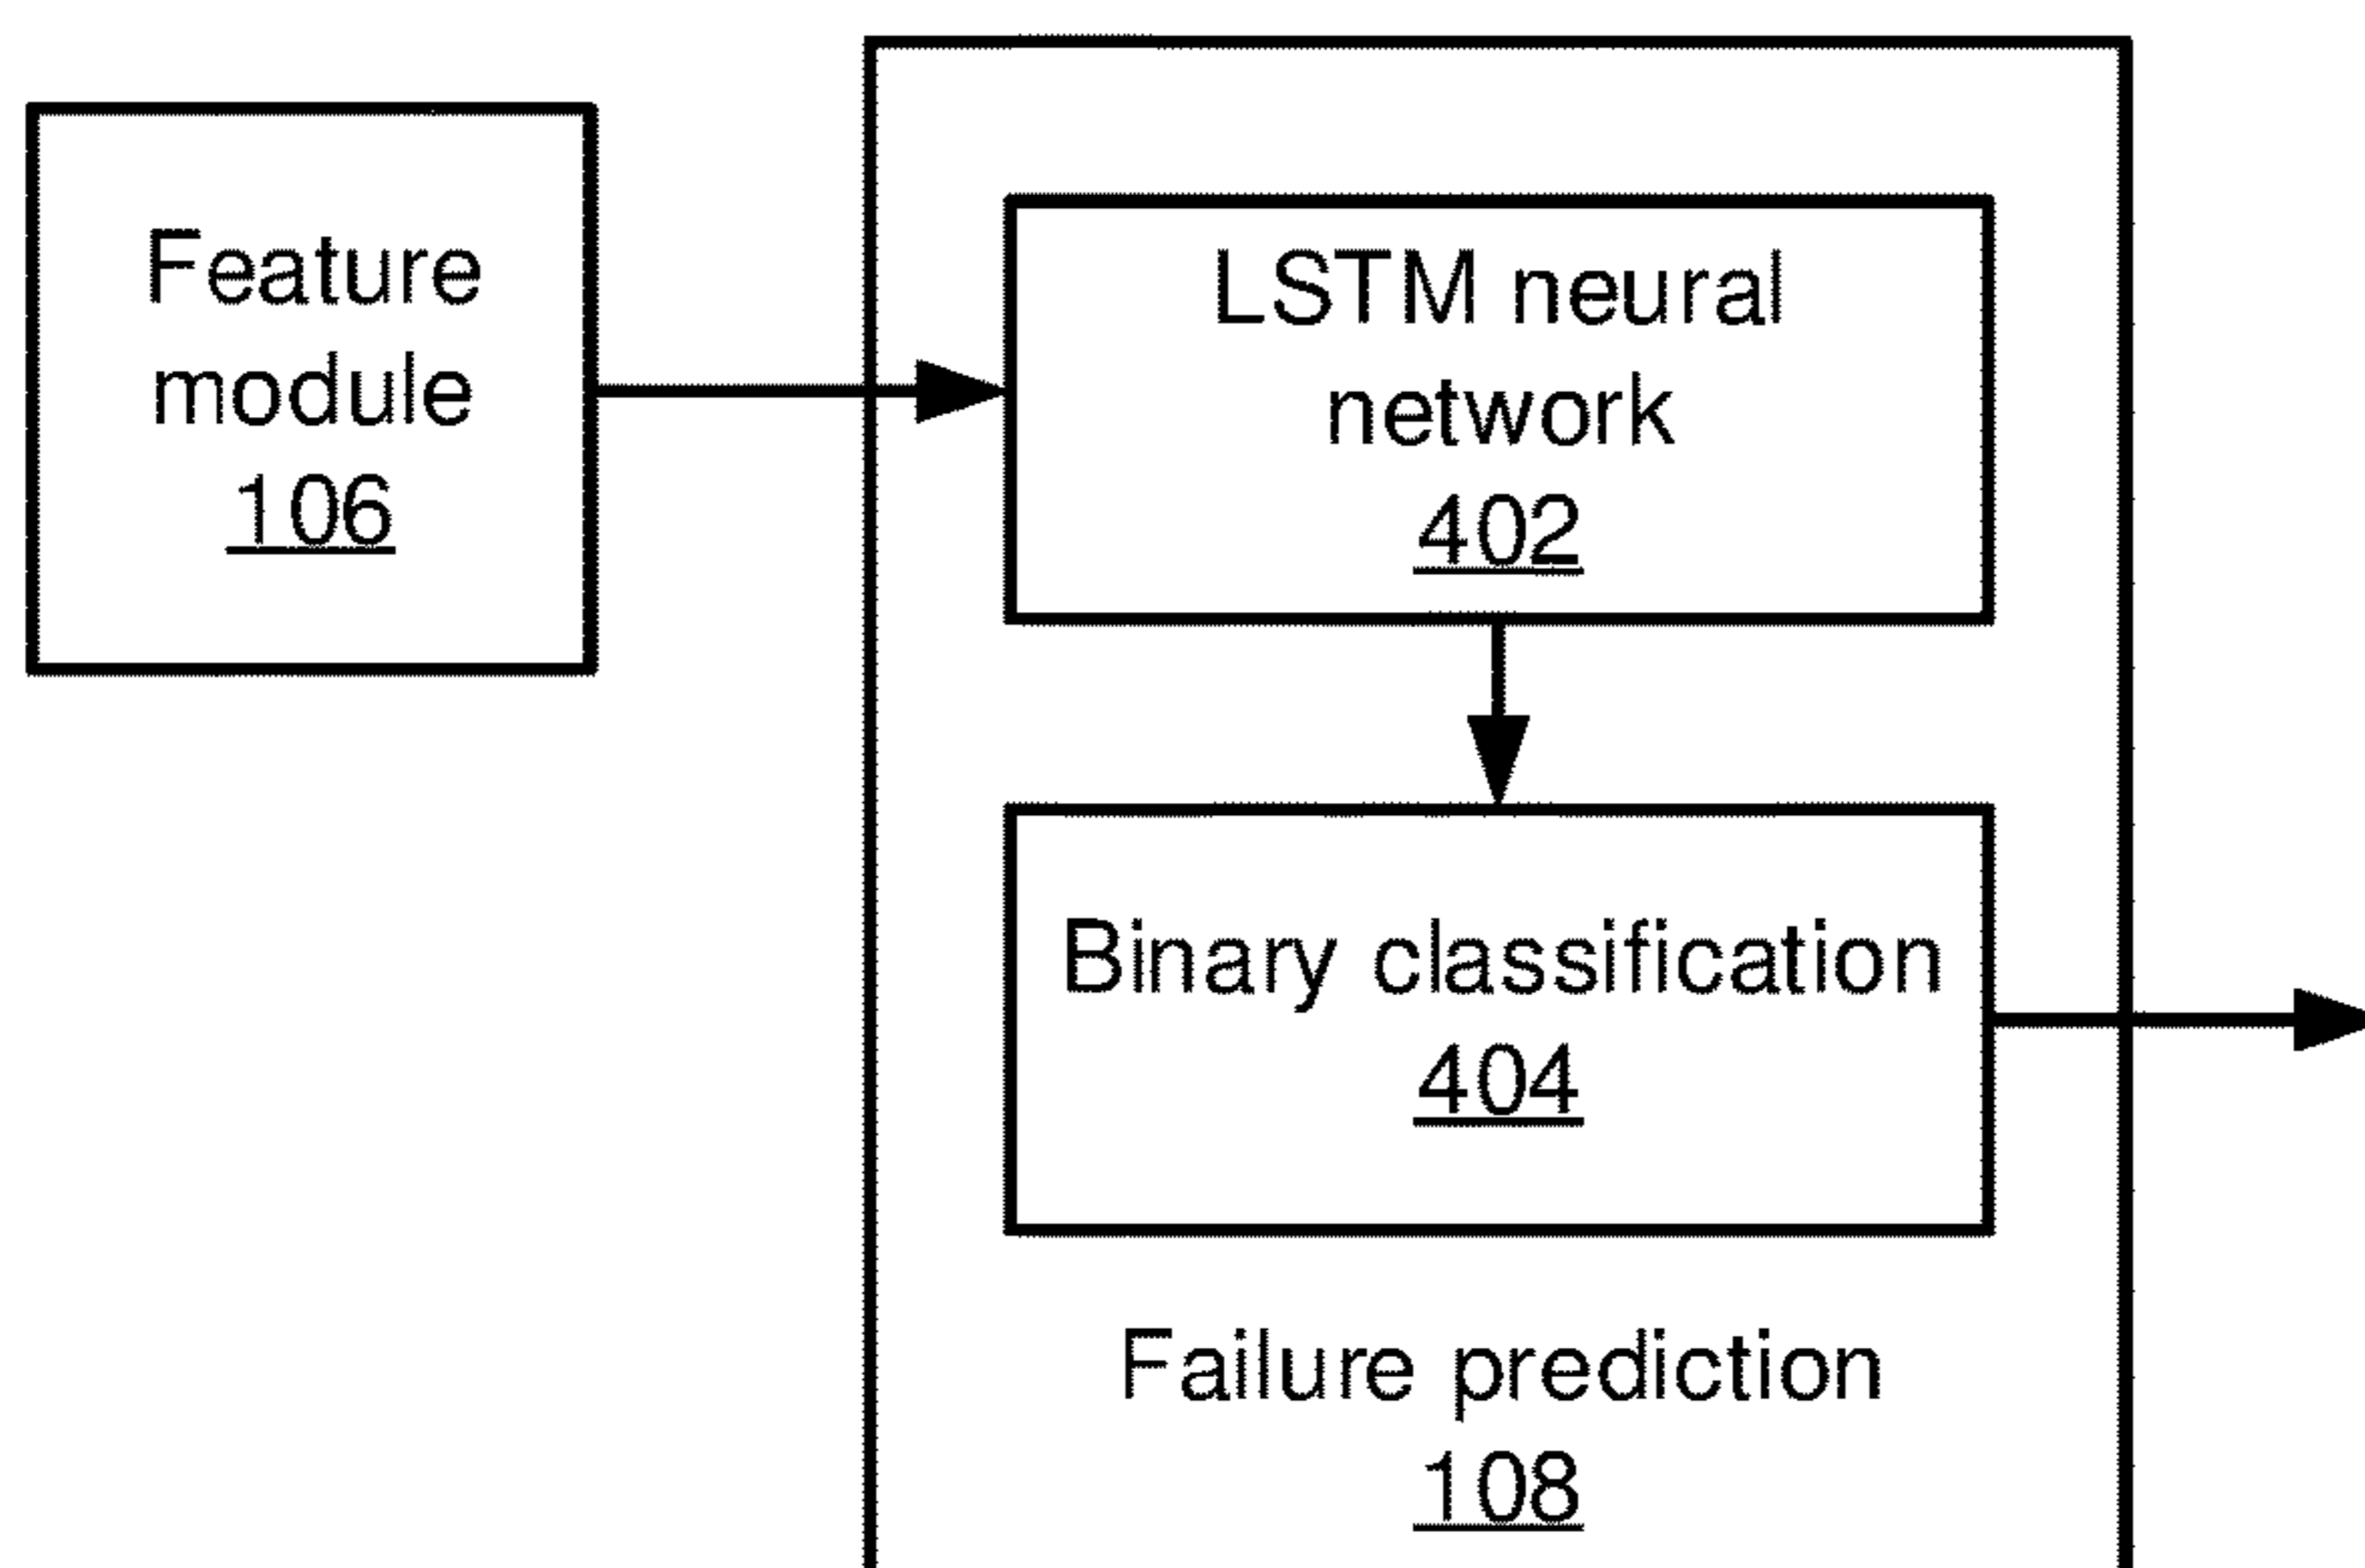 Feature
module
106
LSTM neural
network
402
Binary classification
404
Failure prediction
108